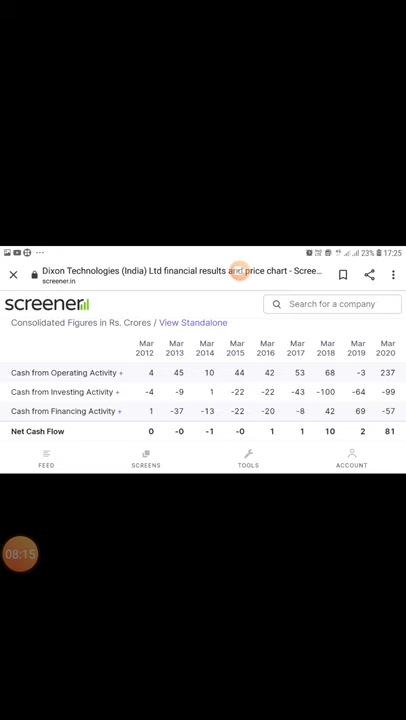 23% 17:25
Dixon Technologies (India) Ltd financial results and price chart - Scree...
screener.in
screener
Search for a company
Consolidated Figures in Rs. Crores / View Standalone
Mar 2012 Mar 2013 Mar 2014 Mar 2015 Mar 2016 Mar 2017 Mar 2018 Mar 2019 Mar 2020
Cash from Operating Activity + 4 45 10 44 42 53 68 -3 237
Cash from Investing Activity + -4 -9 1 -22 -22 -43 -100 -64 -99
Cash from Financing Activity + 1 -37 -13 -22 -20 -8 42 69 -57
Net Cash Flow 0 -0 -1 -0 1 1 10 2 81
FEED SCREENS TOOLS ACCOUNT
08:15